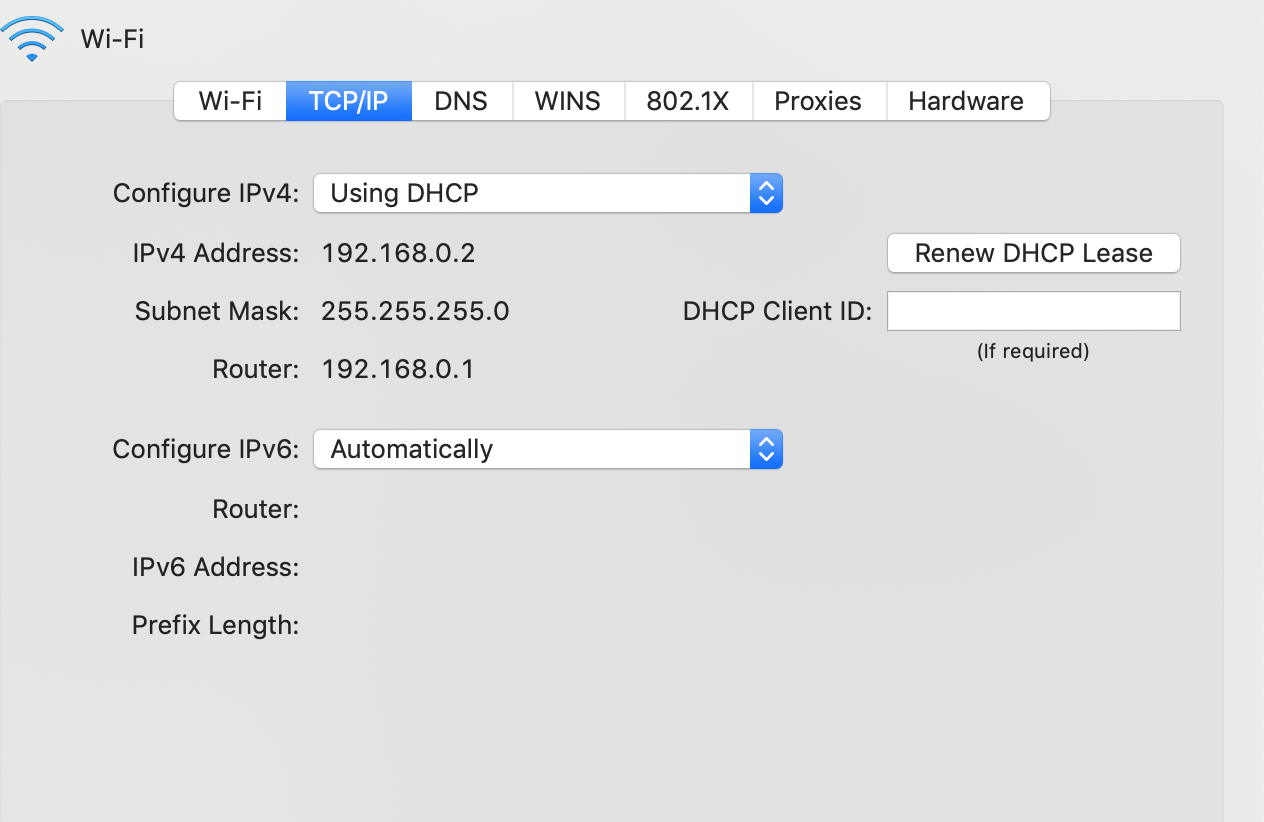 Wi-Fi
Wi-Fi TCP/IP DNS WINS 802.1X Proxies Hardware
Configure IPv4: Using DHCP
IPv4 Address: 192.168.0.2 Renew DHCP Lease
Subnet Mask: 255.255.255.0 DHCP Client ID:
(If required)
Router: 192.168.0.1
Configure IPv6: Automatically
Router:
IPv6 Address:
Prefix Length: